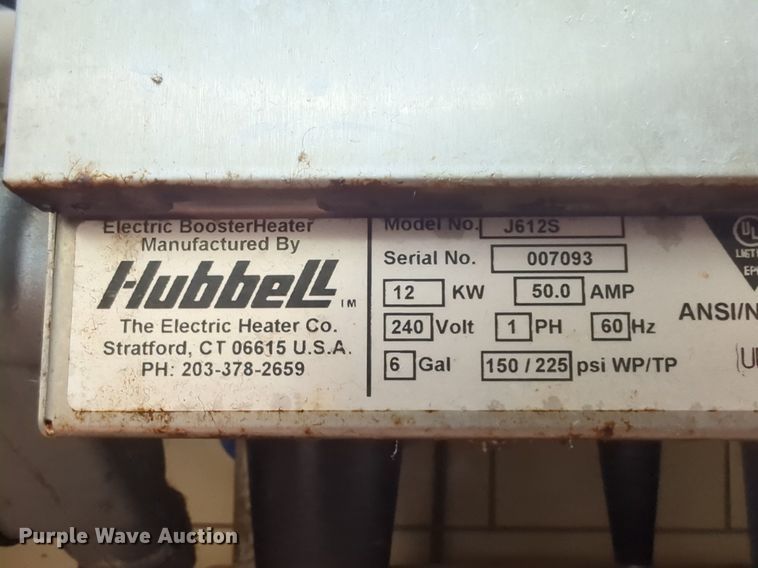 Electric BoosterHeater
Manufactured By
Hubbell TM
The Electric Heater Co.
Stratford, CT 06615 U.S.A.
PH: 203-378-2659
Model No. J612S
Serial No. 007093
12 KW 50.0 AMP
240 Volt 1 PH 60 Hz
6 Gal 150 / 225 psi WP/TP
UL
ANSI/N
Purple Wave Auction